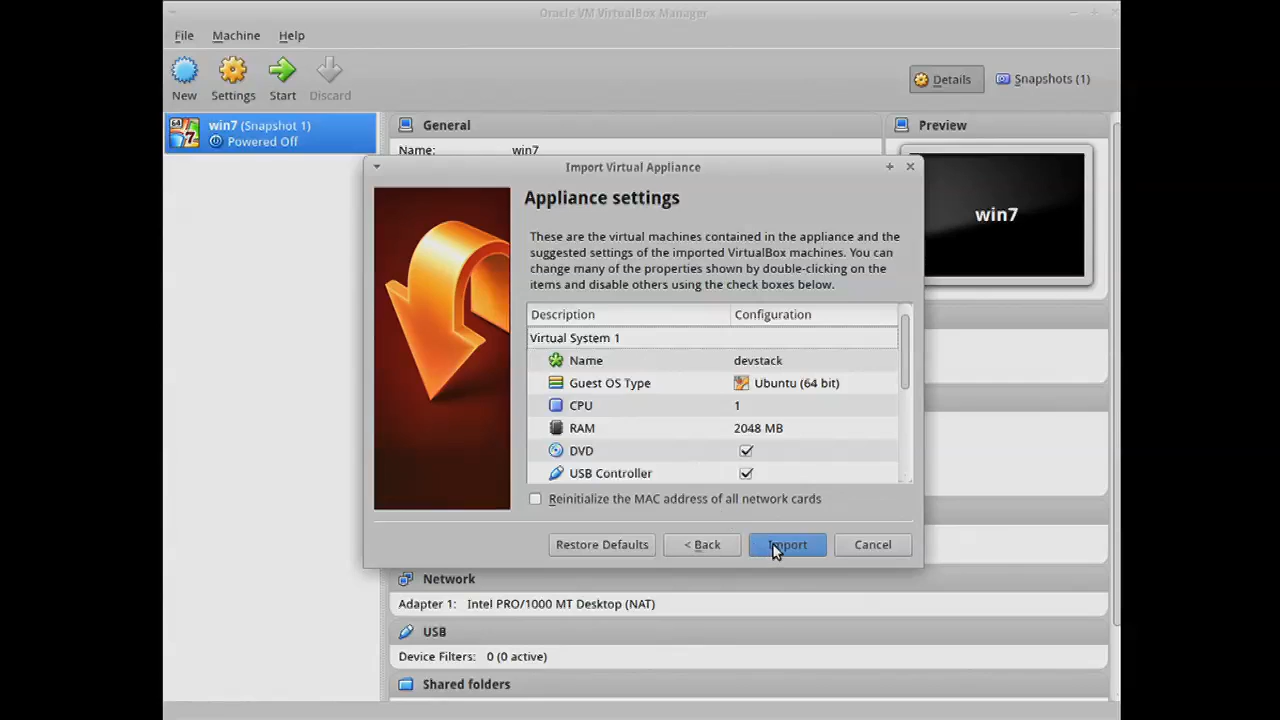 Oracle VM VirtualBox Manager
File Machine Help
New Settings Start Discard
Details Snapshots (1)
win7 (Snapshot 1)
Powered Off
General
Name: win7
Preview
win7
Import Virtual Appliance
Appliance settings
These are the virtual machines contained in the appliance and the
suggested settings of the imported VirtualBox machines. You can
change many of the properties shown by double-clicking on the
items and disable others using the check boxes below.
Description Configuration
Virtual System 1
Name devstack
Guest OS Type Ubuntu (64 bit)
CPU 1
RAM 2048 MB
DVD
USB Controller
Reinitialize the MAC address of all network cards
Restore Defaults < Back Import Cancel
Network
Adapter 1: Intel PRO/1000 MT Desktop (NAT)
USB
Device Filters: 0 (0 active)
Shared folders